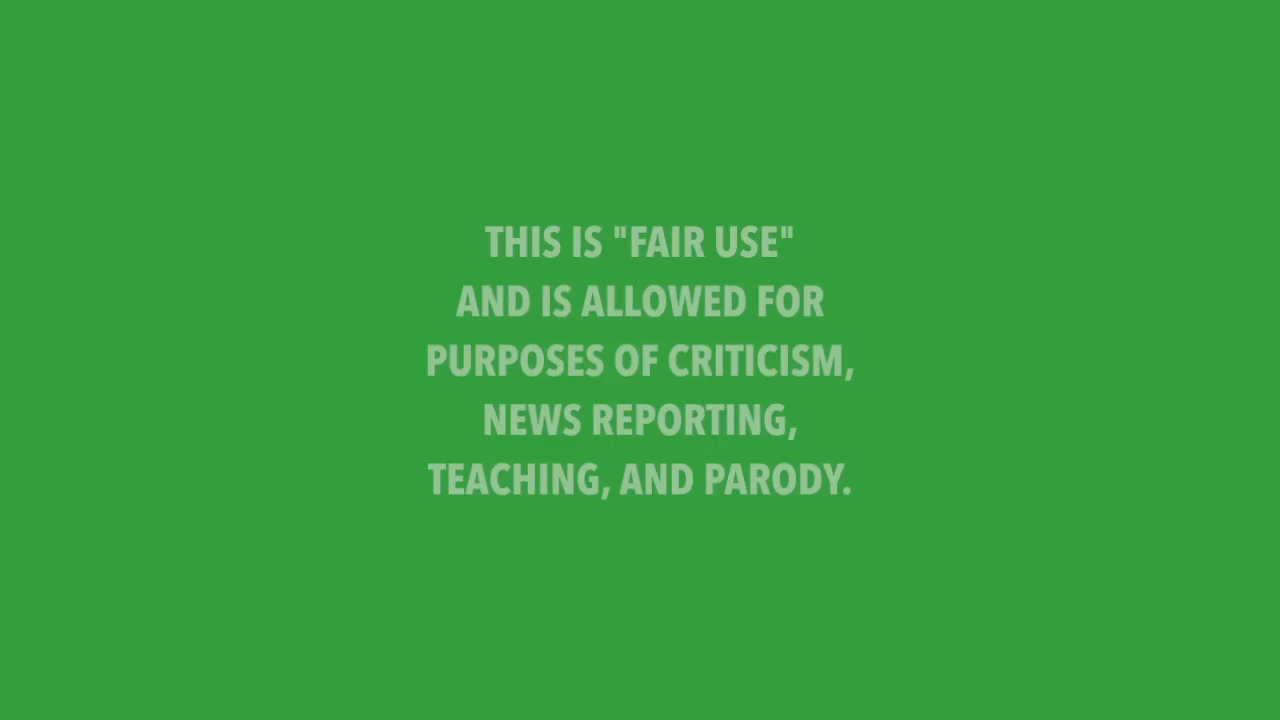 THIS IS "FAIR USE"
AND IS ALLOWED FOR
PURPOSES OF CRITICISM,
NEWS REPORTING,
TEACHING, AND PARODY.